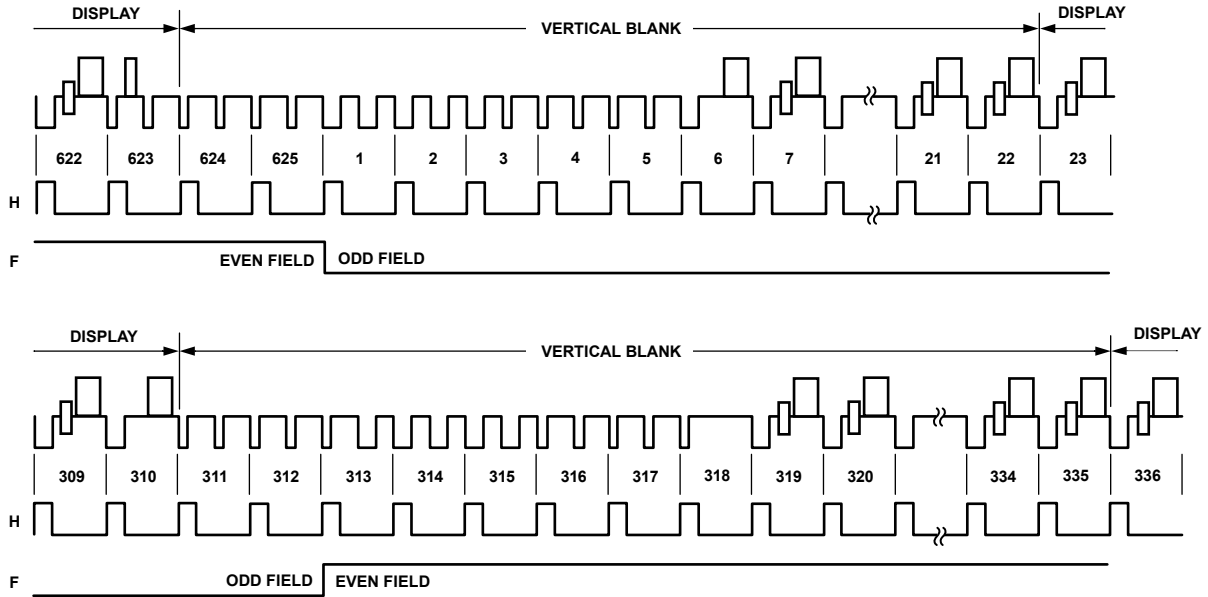 DISPLAY VERTICAL BLANK DISPLAY
622 623 624 625 1 2 3 4 5 6 7 21 22 23
H
F EVEN FIELD ODD FIELD
DISPLAY VERTICAL BLANK DISPLAY
309 310 311 312 313 314 315 316 317 318 319 320 334 335 336
H
F ODD FIELD EVEN FIELD